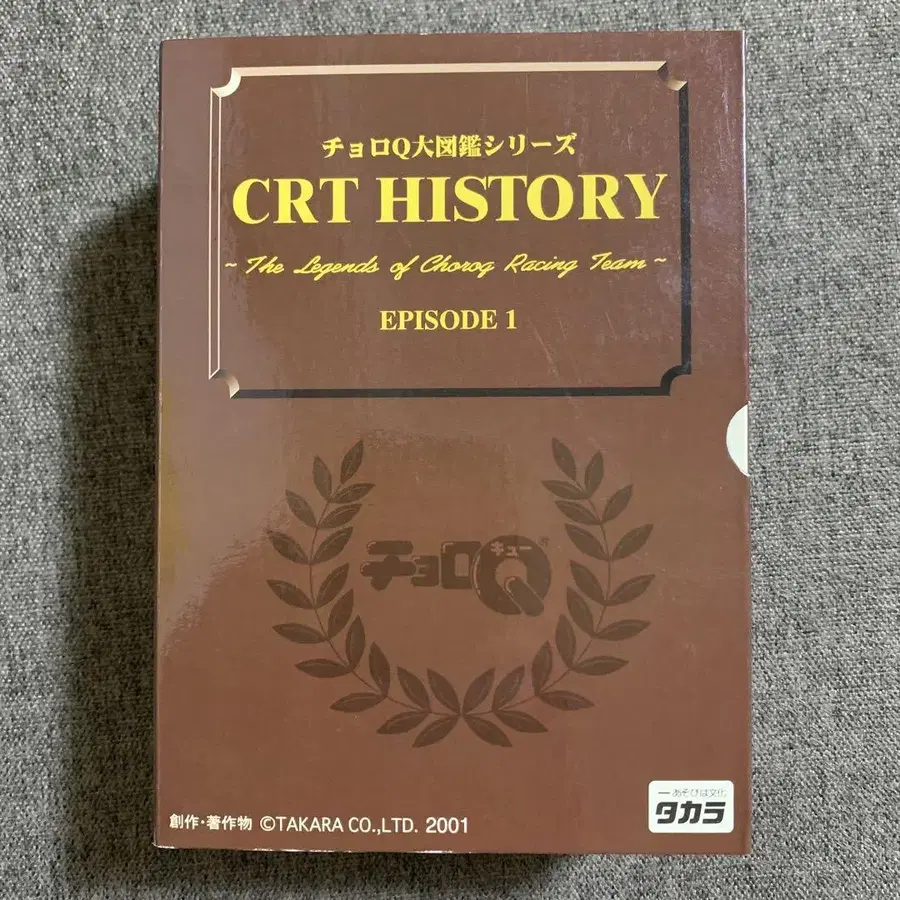 チョロQ大図鑑シリーズ
CRT HISTORY
~ The Legends of Choroq Racing Team ~
EPISODE 1
チョロQ
キュー
創作・著作物 ©TAKARA CO.,LTD. 2001
ーあそびは文化
タカラ